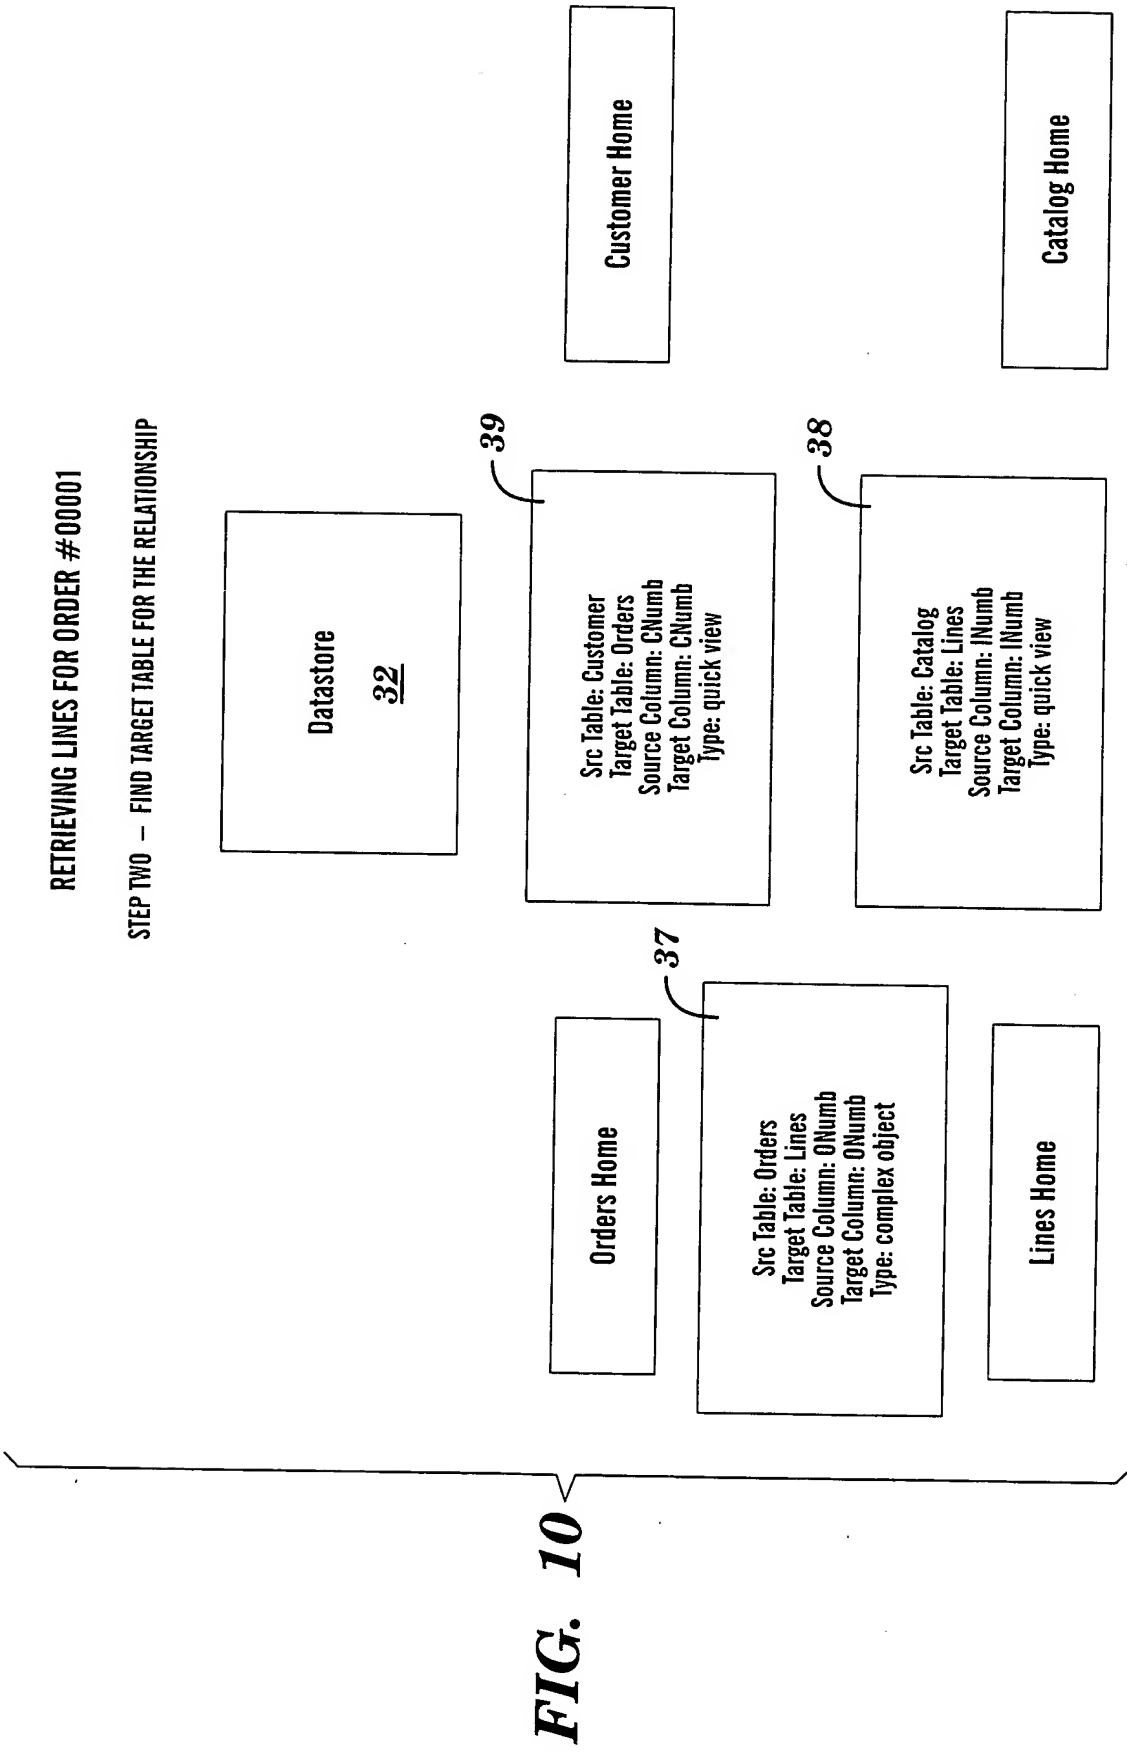 RETRIEVING LINES FOR ORDER #00001
STEP TWO – FIND TARGET TABLE FOR THE RELATIONSHIP
Datastore
32
Orders Home
39
Src Table: Customer
Target Table: Orders
Source Column: CNumb
Target Column: CNumb
Type: quick view
Customer Home
37
Src Table: Orders
Target Table: Lines
Source Column: ONumb
Target Column: ONumb
Type: complex object
38
Src Table: Catalog
Target Table: Lines
Source Column: INumb
Target Column: INumb
Type: quick view
Lines Home
Catalog Home
FIG. 10